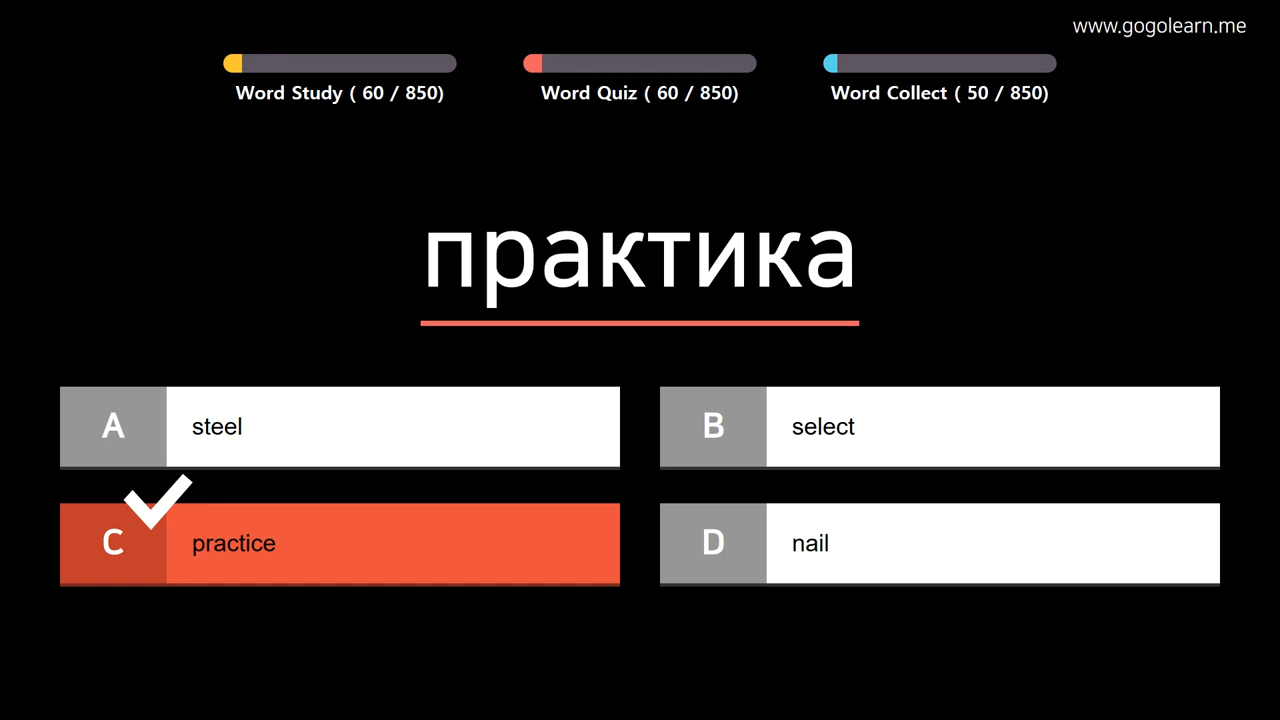 www.gogolearn.me
Word Study ( 60 / 850)
Word Quiz ( 60 / 850)
Word Collect ( 50 / 850)
практика
A steel
B select
C practice
D nail